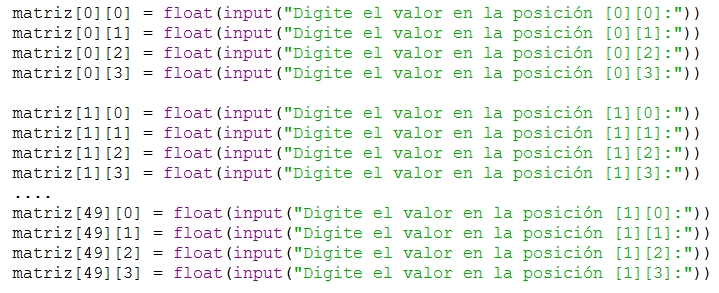 matriz[0][0] = float(input("Digite el valor en la posición [0][0]:"))
matriz[0][1] = float(input("Digite el valor en la posición [0][1]:"))
matriz[0][2] = float(input("Digite el valor en la posición [0][2]:"))
matriz[0][3] = float(input("Digite el valor en la posición [0][3]:"))
matriz[1][0] = float(input("Digite el valor en la posición [1][0]:"))
matriz[1][1] = float(input("Digite el valor en la posición [1][1]:"))
matriz[1][2] = float(input("Digite el valor en la posición [1][2]:"))
matriz[1][3] = float(input("Digite el valor en la posición [1][3]:"))
....
matriz[49][0] = float(input("Digite el valor en la posición [1][0]:"))
matriz[49][1] = float(input("Digite el valor en la posición [1][1]:"))
matriz[49][2] = float(input("Digite el valor en la posición [1][2]:"))
matriz[49][3] = float(input("Digite el valor en la posición [1][3]:"))